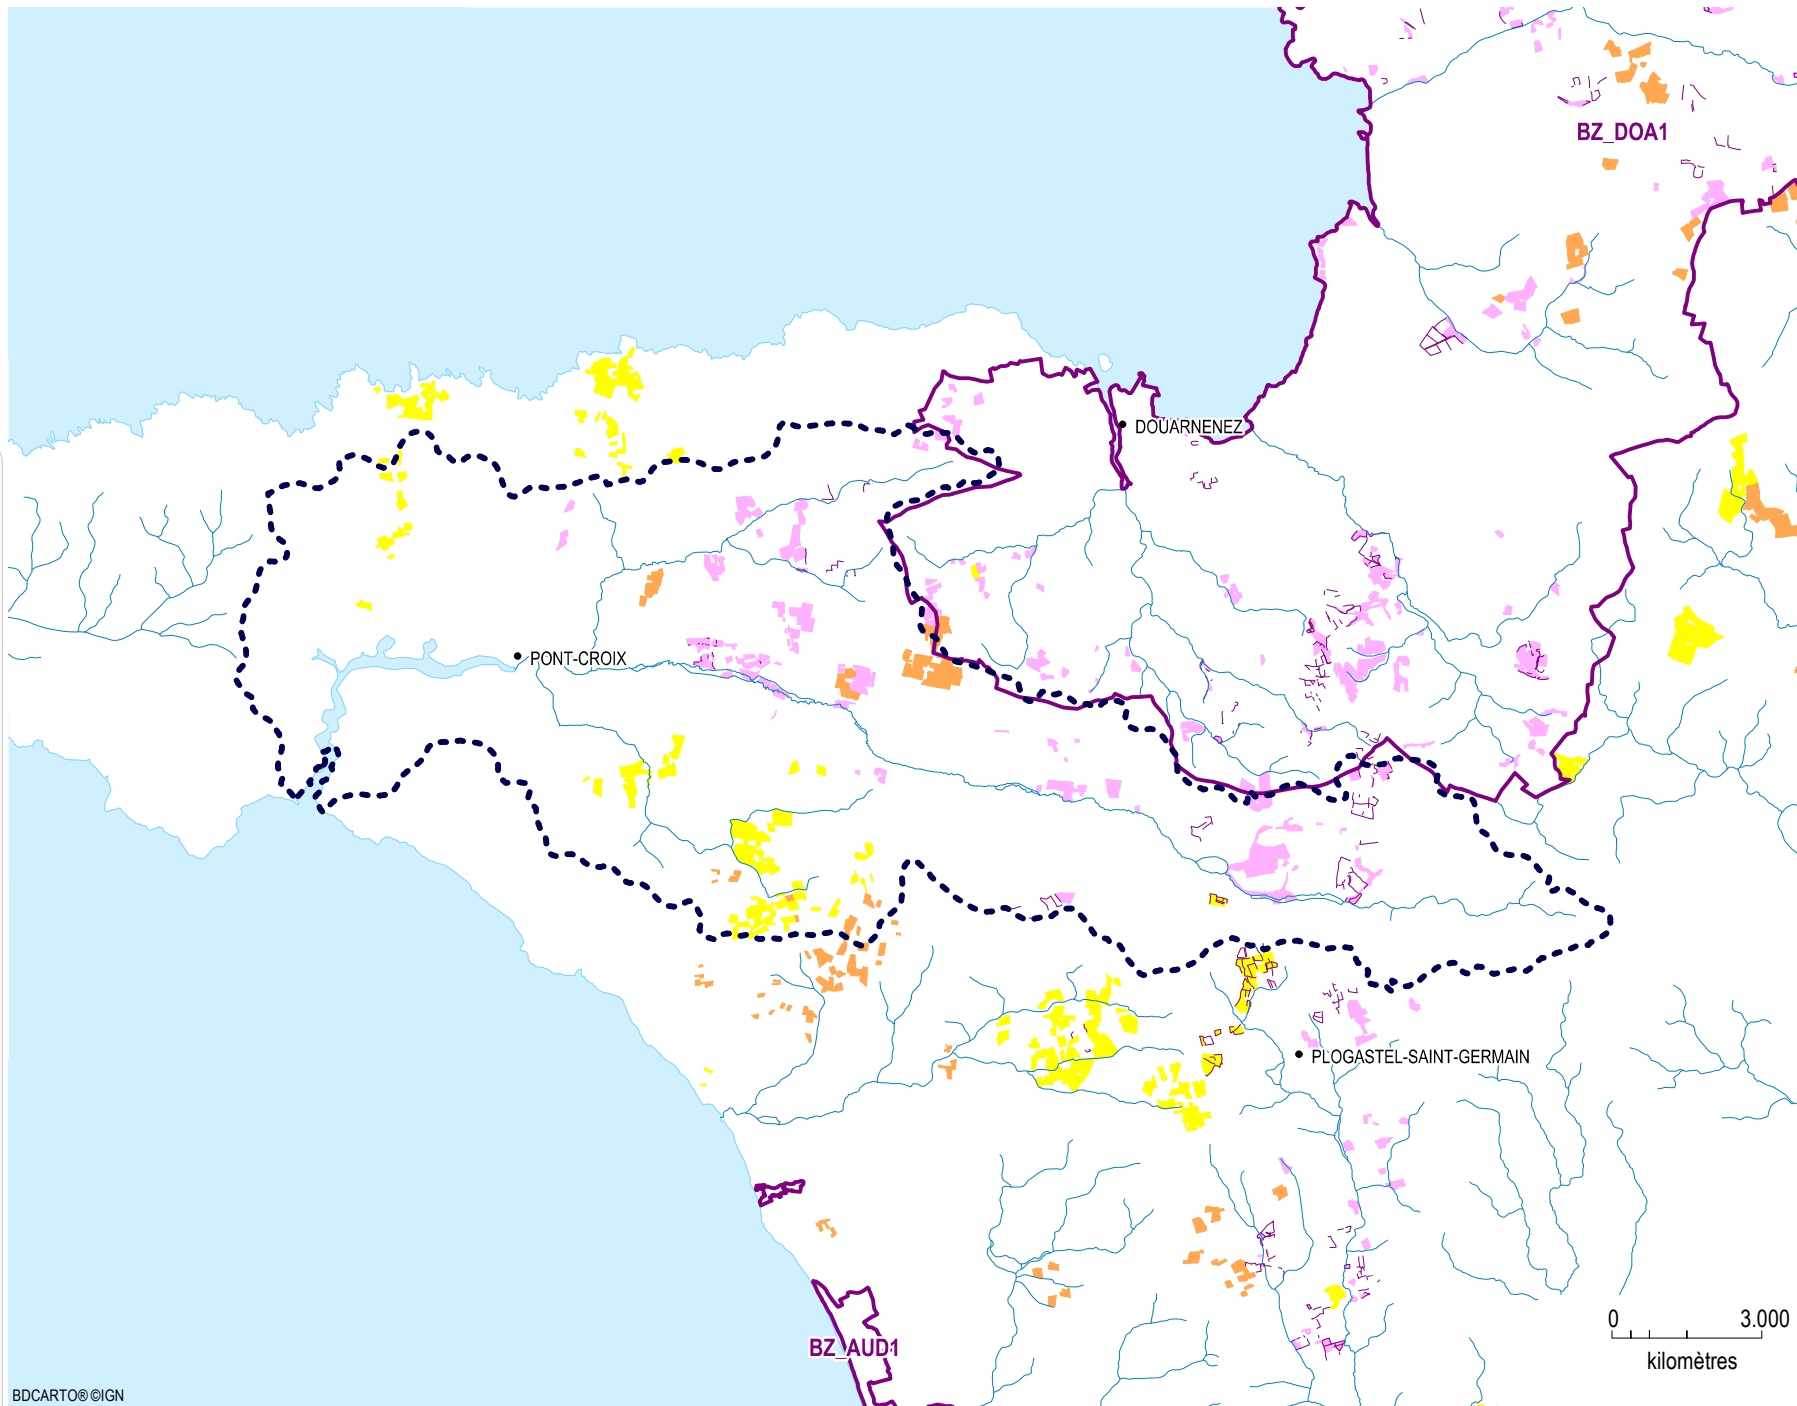 BZ_DOA1
DOUARNENEZ
PONT-CROIX
PLOGASTEL-SAINT-GERMAIN
0 3.000
BZ_AUD1
kilomètres
BDCARTO® ©IGN